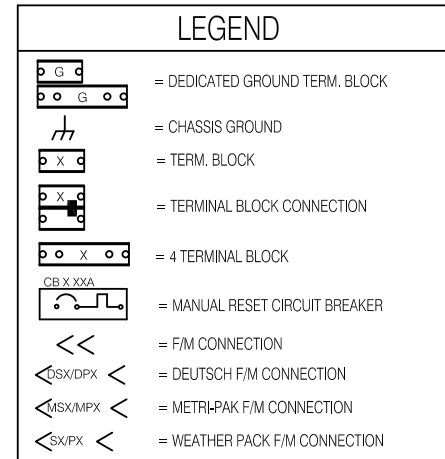 LEGEND
G
G
= DEDICATED GROUND TERM. BLOCK
= CHASSIS GROUND
X
= TERM. BLOCK
X
= TERMINAL BLOCK CONNECTION
X
= 4 TERMINAL BLOCK
CB X XXA
= MANUAL RESET CIRCUIT BREAKER
<< = F/M CONNECTION
<DSX/DPX < = DEUTSCH F/M CONNECTION
<MSX/MPX < = METRI-PAK F/M CONNECTION
<SX/PX < = WEATHER PACK F/M CONNECTION